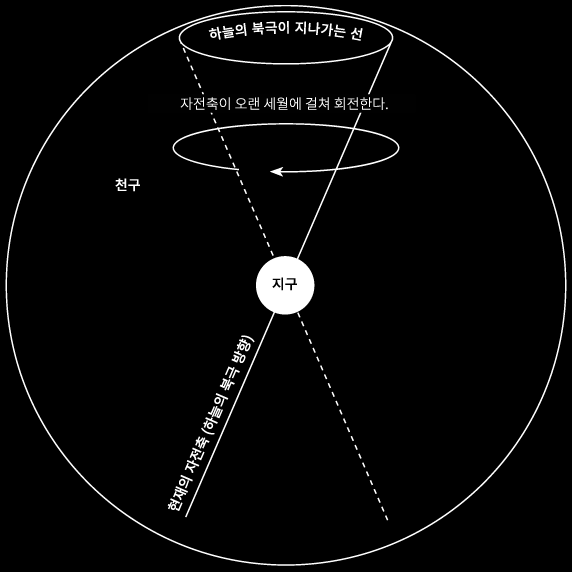 하늘의 북극이 지나가는 선
자전축이 오랜 세월에 걸쳐 회전한다.
천구
지구
현재의 자전축 (하늘의 북극 방향)